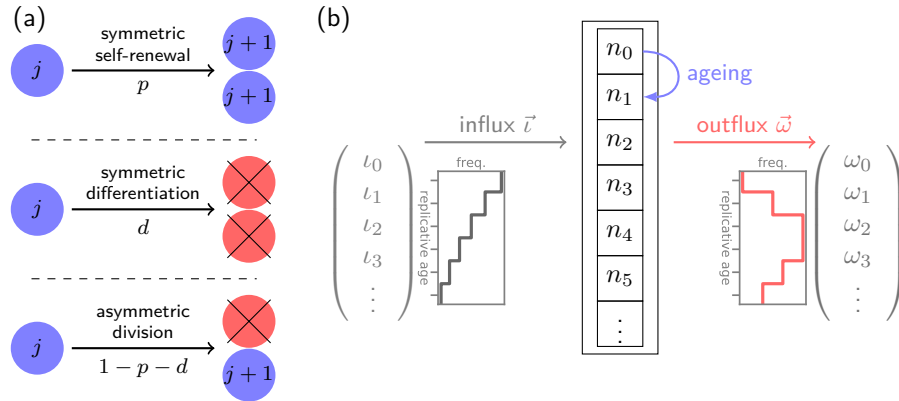 (a)
j
symmetric
self-renewal
p
j + 1
j + 1
j
symmetric
differentiation
d
j
asymmetric
division
1 − p − d
j + 1
(b)
influx ι⃗
ι₀
ι₁
ι₂
ι₃
⋮
freq.
replicative age
n₀
n₁
n₂
n₃
n₄
n₅
⋮
ageing
outflux ω⃗
freq.
replicative age
ω₀
ω₁
ω₂
ω₃
⋮